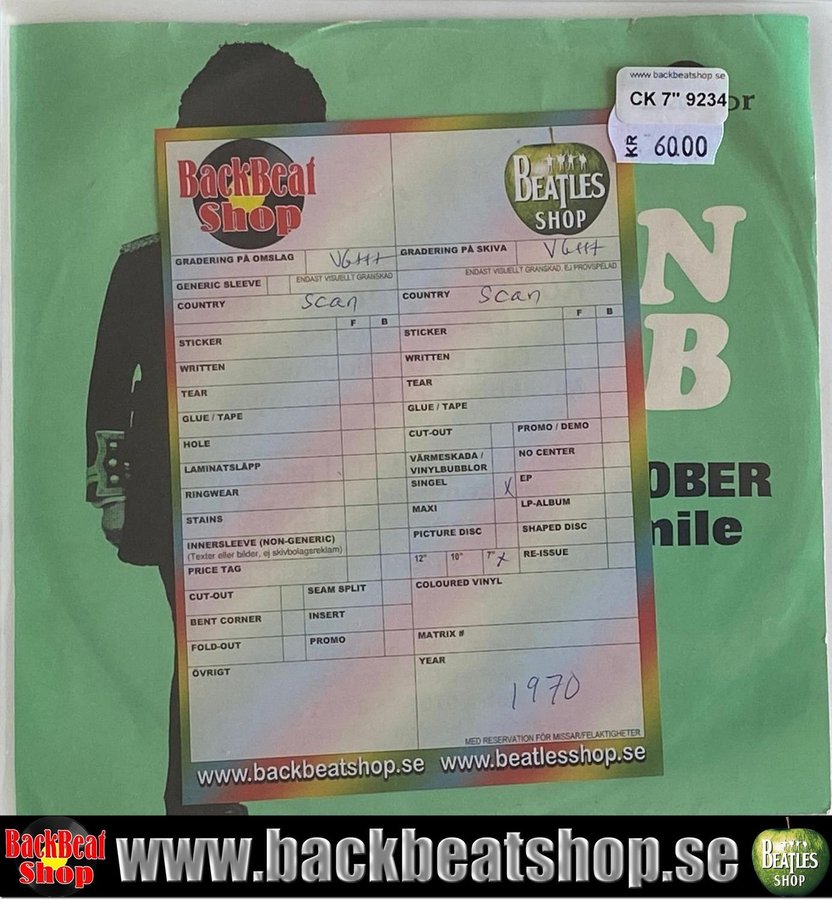 www.backbeatshop se
CK 7" 9234
or
KR 60.00
N
B
OBER
mile
BackBeat
Shop
BEATLES
SHOP
GRADERING PÅ OMSLAG VG+++
GENERIC SLEEVE ENDAST VISUELLT GRANSKAD
COUNTRY Scan
F B
STICKER
WRITTEN
TEAR
GLUE / TAPE
HOLE
LAMINATSLÄPP
RINGWEAR
STAINS
INNERSLEEVE (NON-GENERIC)
(Texter eller bilder, ej skivbolagsreklam)
PRICE TAG
CUT-OUT SEAM SPLIT
BENT CORNER INSERT
FOLD-OUT PROMO
ÖVRIGT
GRADERING PÅ SKIVA VG+++
ENDAST VISUELLT GRANSKAD, EJ PROVSPELAD
COUNTRY Scan
F B
STICKER
WRITTEN
TEAR
GLUE / TAPE
CUT-OUT PROMO / DEMO
VÄRMESKADA / NO CENTER
VINYLBUBBLOR
SINGEL X EP
MAXI LP-ALBUM
PICTURE DISC SHAPED DISC
12" 10" 7" X RE-ISSUE
COLOURED VINYL
MATRIX #
YEAR
1970
MED RESERVATION FÖR MISSAR/FELAKTIGHETER
www.backbeatshop.se www.beatlesshop.se
BackBeat
Shop
www.backbeatshop.se
BEATLES
SHOP